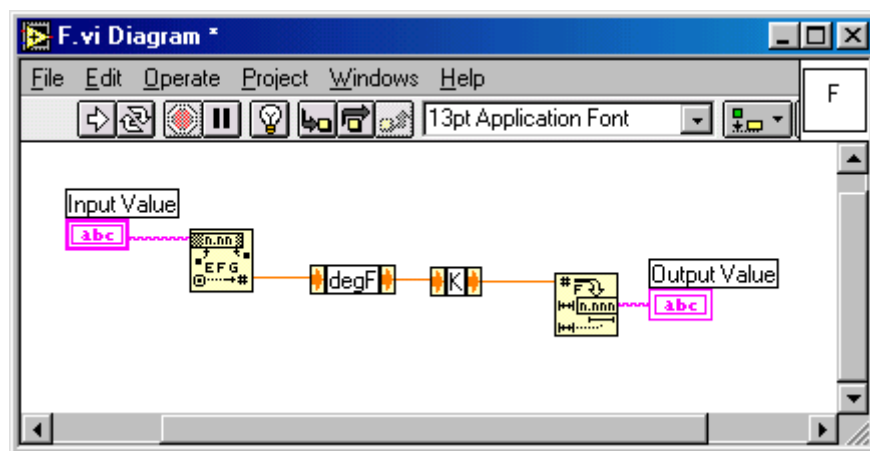 F.vi Diagram *
File Edit Operate Project Windows Help
F
13pt Application Font
Input Value
abc
n.nn
EFG
#
degF
K
# F
n.nnn
Output Value
abc